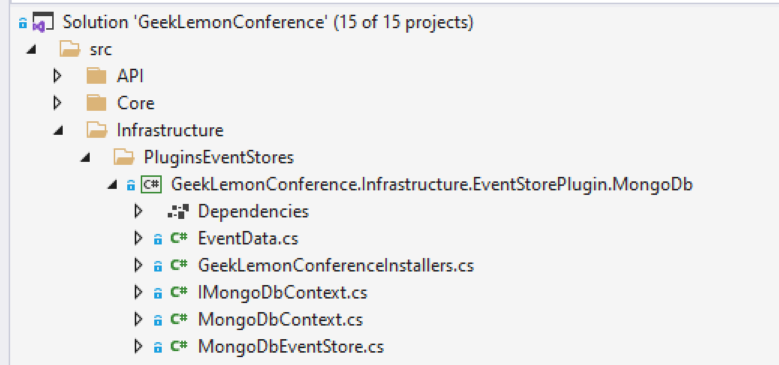 Solution 'GeekLemonConference' (15 of 15 projects)
src
API
Core
Infrastructure
PluginsEventStores
C# GeekLemonConference.Infrastructure.EventStorePlugin.MongoDb
Dependencies
C# EventData.cs
C# GeekLemonConferenceInstallers.cs
C# IMongoDbContext.cs
C# MongoDbContext.cs
C# MongoDbEventStore.cs